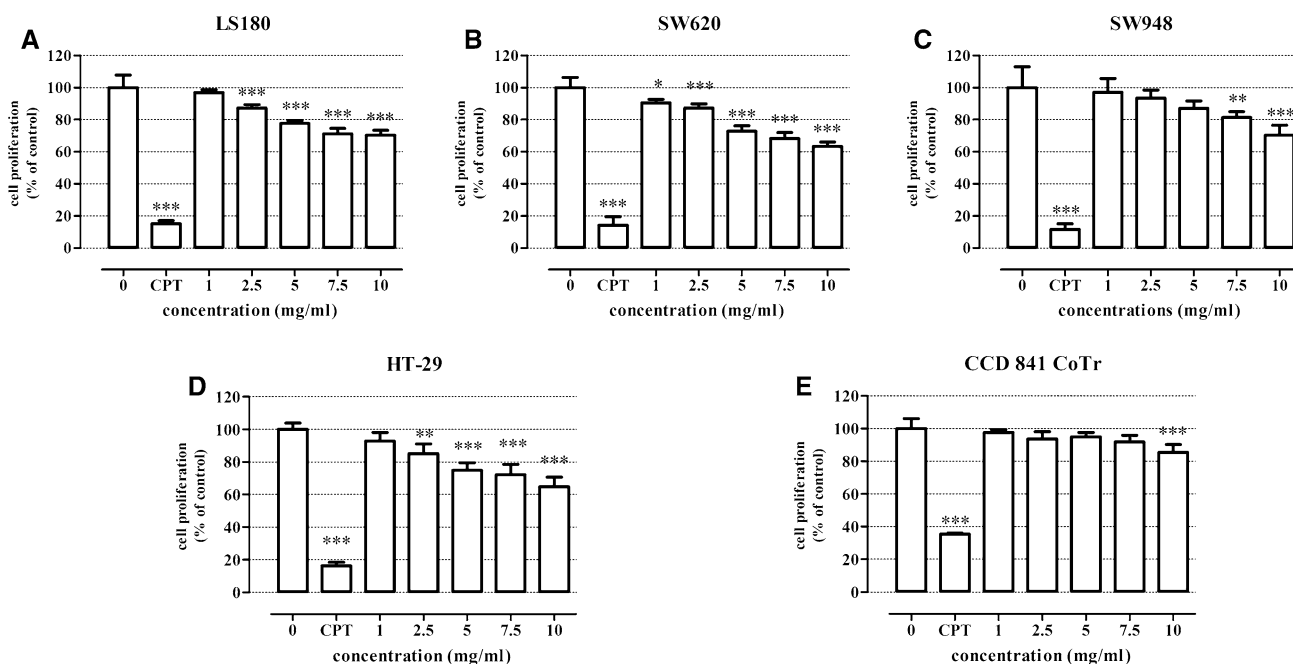 LS180
A
cell proliferation
(% of control)
120
100
80
60
40
20
0
***
***
***
***
***
0 CPT 1 2.5 5 7.5 10
concentration (mg/ml)
SW620
B
cell proliferation
(% of control)
120
100
80
60
40
20
0
***
*
***
***
***
***
0 CPT 1 2.5 5 7.5 10
concentration (mg/ml)
SW948
C
cell proliferation
(% of control)
120
100
80
60
40
20
0
***
**
***
0 CPT 1 2.5 5 7.5 10
concentrations (mg/ml)
HT-29
D
cell proliferation
(% of control)
120
100
80
60
40
20
0
***
**
***
***
***
0 CPT 1 2.5 5 7.5 10
concentration (mg/ml)
CCD 841 CoTr
E
cell proliferation
(% of control)
120
100
80
60
40
20
0
***
***
0 CPT 1 2.5 5 7.5 10
concentration (mg/ml)